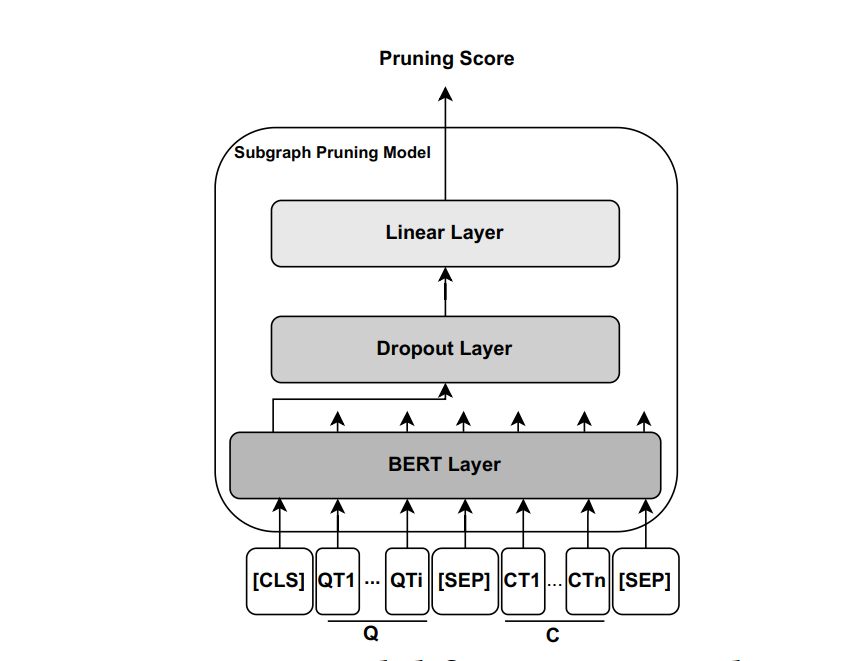 Pruning Score
Subgraph Pruning Model
Linear Layer
Dropout Layer
BERT Layer
[CLS] QT1 ... QTi [SEP] CT1 ... CTn [SEP]
Q C